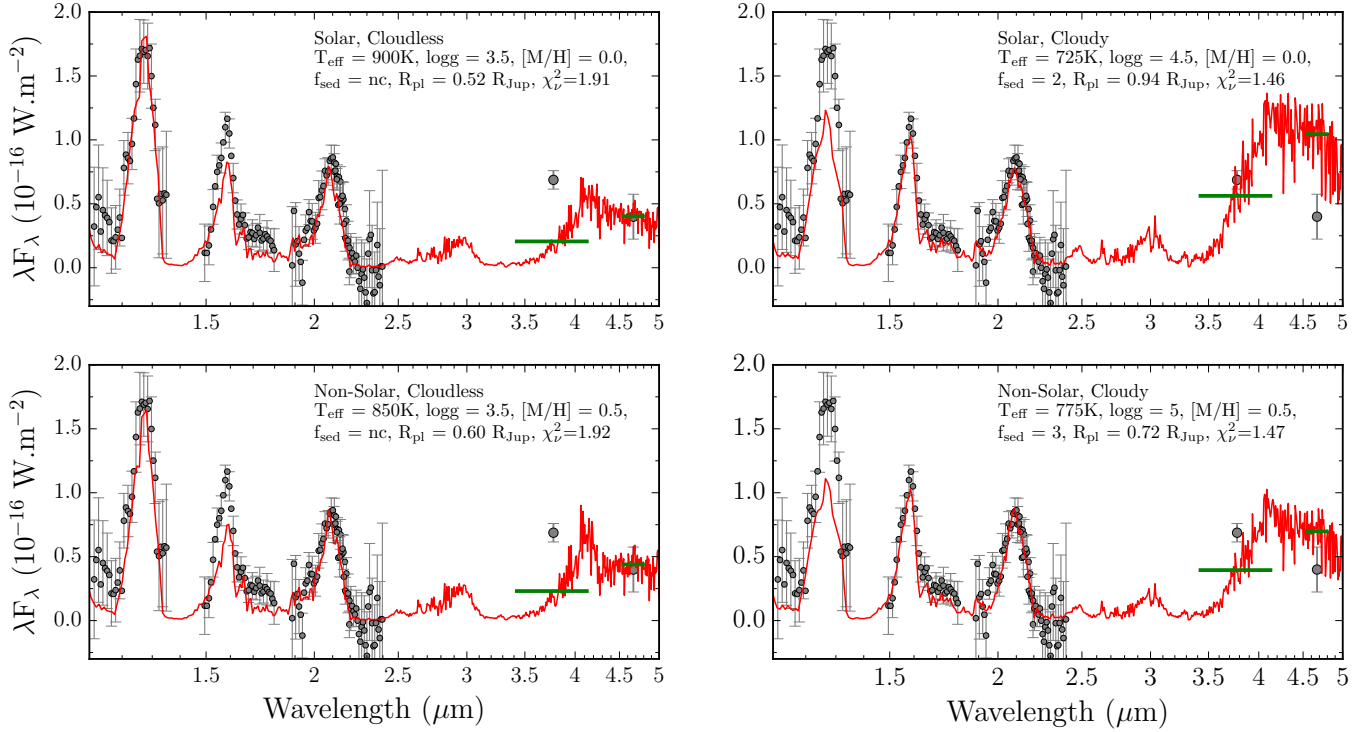 2.0
1.5
1.0
0.5
0.0
λF_λ (10^{-16} W.m^{-2})
Solar, Cloudless
T_eff = 900K, logg = 3.5, [M/H] = 0.0,
f_sed = nc, R_pl = 0.52 R_Jup, χ²_ν=1.91
1.5 2 2.5 3 3.5 4 4.5 5
2.0
1.5
1.0
0.5
0.0
Solar, Cloudy
T_eff = 725K, logg = 4.5, [M/H] = 0.0,
f_sed = 2, R_pl = 0.94 R_Jup, χ²_ν=1.46
1.5 2 2.5 3 3.5 4 4.5 5
2.0
1.5
1.0
0.5
0.0
λF_λ (10^{-16} W.m^{-2})
Non-Solar, Cloudless
T_eff = 850K, logg = 3.5, [M/H] = 0.5,
f_sed = nc, R_pl = 0.60 R_Jup, χ²_ν=1.92
1.5 2 2.5 3 3.5 4 4.5 5
Wavelength (μm)
2.0
1.5
1.0
0.5
0.0
Non-Solar, Cloudy
T_eff = 775K, logg = 5, [M/H] = 0.5,
f_sed = 3, R_pl = 0.72 R_Jup, χ²_ν=1.47
1.5 2 2.5 3 3.5 4 4.5 5
Wavelength (μm)